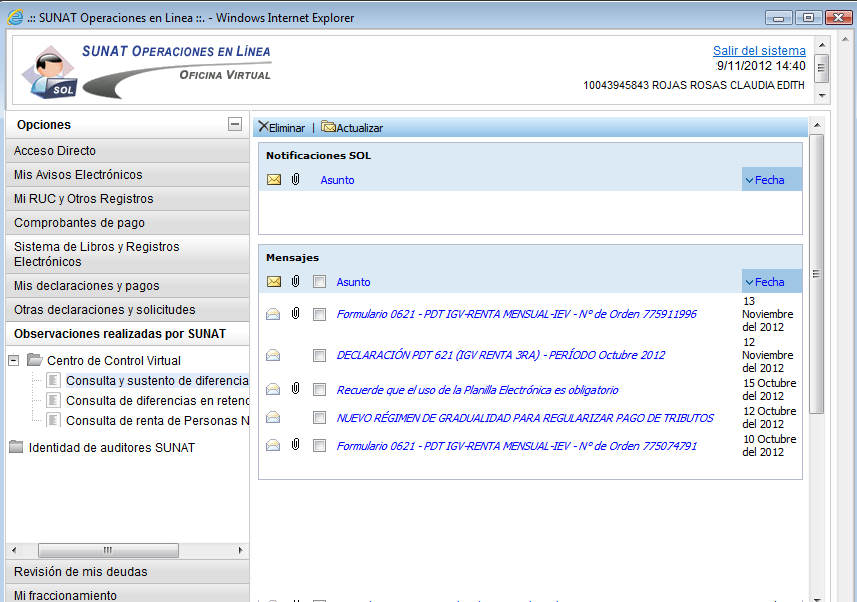 .:: SUNAT Operaciones en Linea ::. - Windows Internet Explorer
SUNAT OPERACIONES EN LÍNEA
OFICINA VIRTUAL
SOL
Salir del sistema
9/11/2012 14:40
10043945843 ROJAS ROSAS CLAUDIA EDITH
Opciones
Acceso Directo
Mis Avisos Electrónicos
Mi RUC y Otros Registros
Comprobantes de pago
Sistema de Libros y Registros
Electrónicos
Mis declaraciones y pagos
Otras declaraciones y solicitudes
Observaciones realizadas por SUNAT
Centro de Control Virtual
Consulta y sustento de diferencia
Consulta de diferencias en retenc
Consulta de renta de Personas N
Identidad de auditores SUNAT
Revisión de mis deudas
Mi fraccionamiento
Eliminar | Actualizar
Notificaciones SOL
Asunto Fecha
Mensajes
Asunto Fecha
Formulario 0621 - PDT IGV-RENTA MENSUAL-IEV - Nº de Orden 775911996
13
Noviembre
del 2012
DECLARACIÓN PDT 621 (IGV RENTA 3RA) - PERÍODO Octubre 2012
12
Noviembre
del 2012
Recuerde que el uso de la Planilla Electrónica es obligatorio
15 Octubre
del 2012
NUEVO RÉGIMEN DE GRADUALIDAD PARA REGULARIZAR PAGO DE TRIBUTOS
12 Octubre
del 2012
Formulario 0621 - PDT IGV-RENTA MENSUAL-IEV - Nº de Orden 775074791
10 Octubre
del 2012